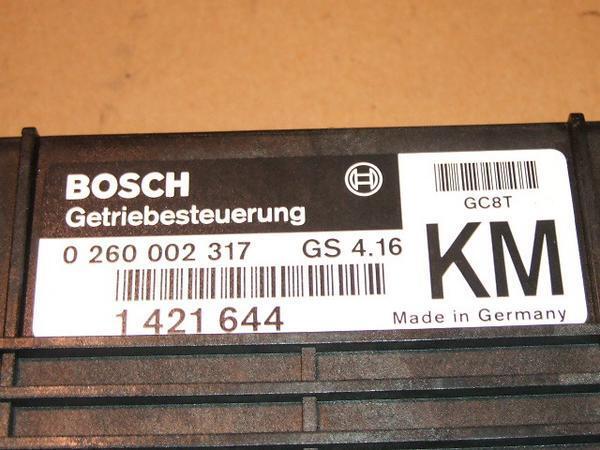 BOSCH
Getriebesteuerung
0 260 002 317 GS 4.16
1 421 644
GC8T
KM
Made in Germany